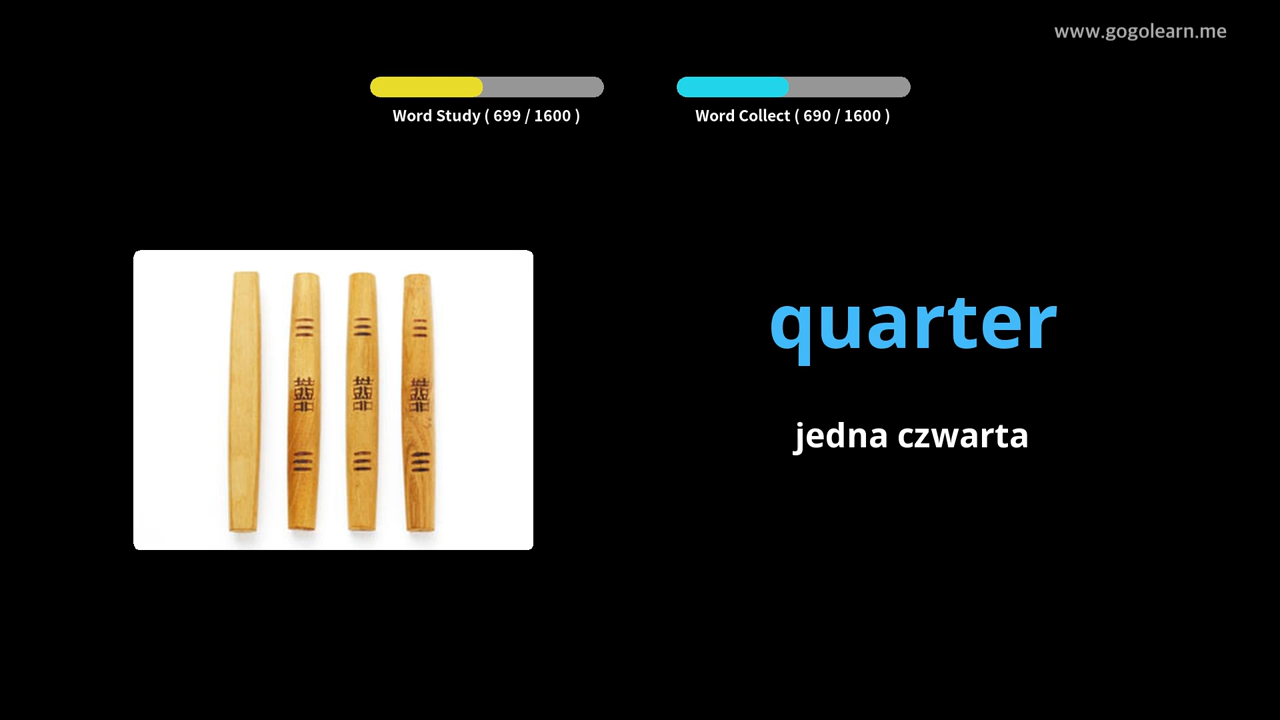 www.gogolearn.me
Word Study ( 699 / 1600 )
Word Collect ( 690 / 1600 )
quarter
jedna czwarta